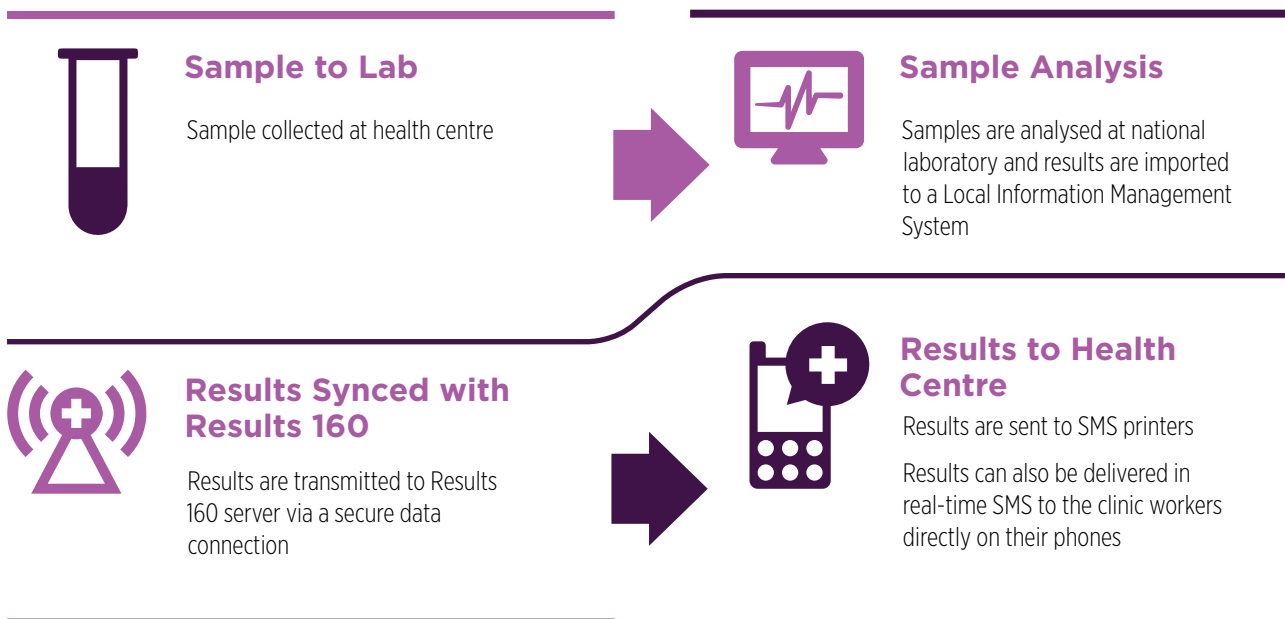 Sample to Lab
Sample collected at health centre
Sample Analysis
Samples are analysed at national
laboratory and results are imported
to a Local Information Management
System
Results Synced with
Results 160
Results are transmitted to Results
160 server via a secure data
connection
Results to Health
Centre
Results are sent to SMS printers
Results can also be delivered in
real-time SMS to the clinic workers
directly on their phones